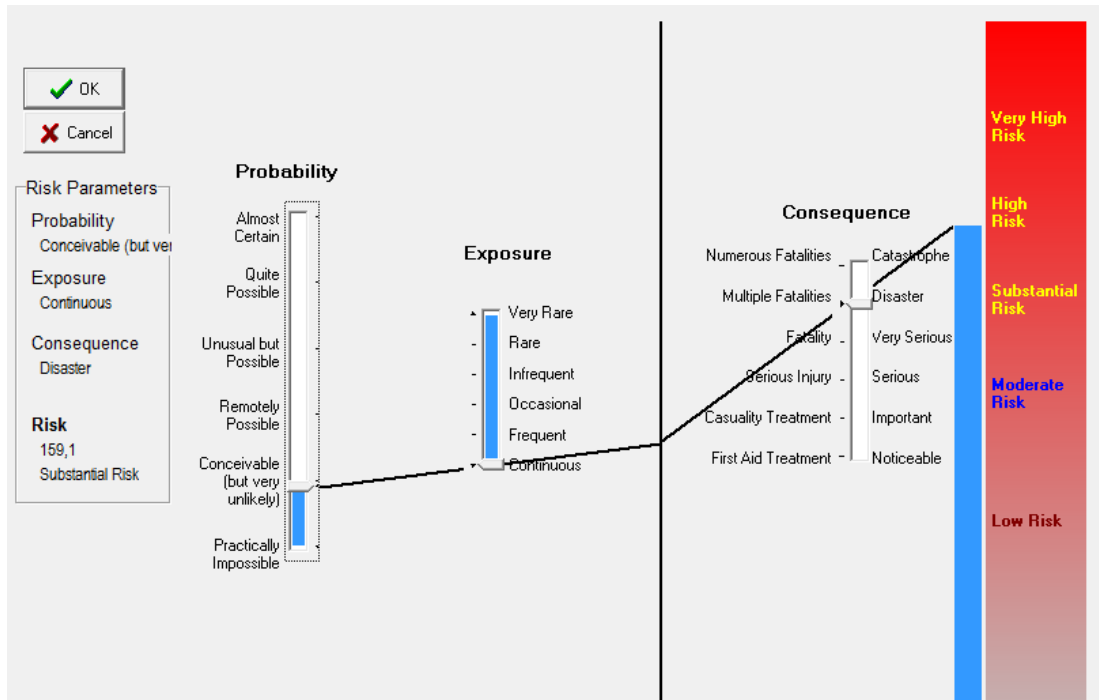 OK
Cancel
Risk Parameters
Probability
Conceivable (but ver
Exposure
Continuous
Consequence
Disaster
Risk
159,1
Substantial Risk
Probability
Almost
Certain
Quite
Possible
Unusual but
Possible
Remotely
Possible
Conceivable
(but very
unlikely)
Practically
Impossible
Exposure
Very Rare
Rare
Infrequent
Occasional
Frequent
Continuous
Consequence
Numerous Fatalities
Multiple Fatalities
Fatality
Serious Injury
Casuality Treatment
First Aid Treatment
Catastrophe
Disaster
Very Serious
Serious
Important
Noticeable
Very High
Risk
High
Risk
Substantial
Risk
Moderate
Risk
Low Risk